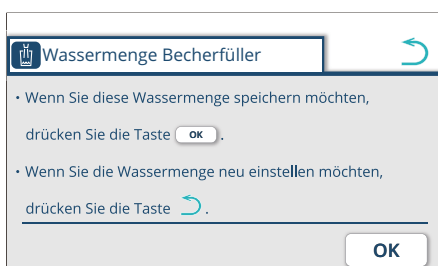 Wassermenge Becherfüller
· Wenn Sie diese Wassermenge speichern möchten,
drücken Sie die Taste OK .
· Wenn Sie die Wassermenge neu einstellen möchten,
drücken Sie die Taste .
OK